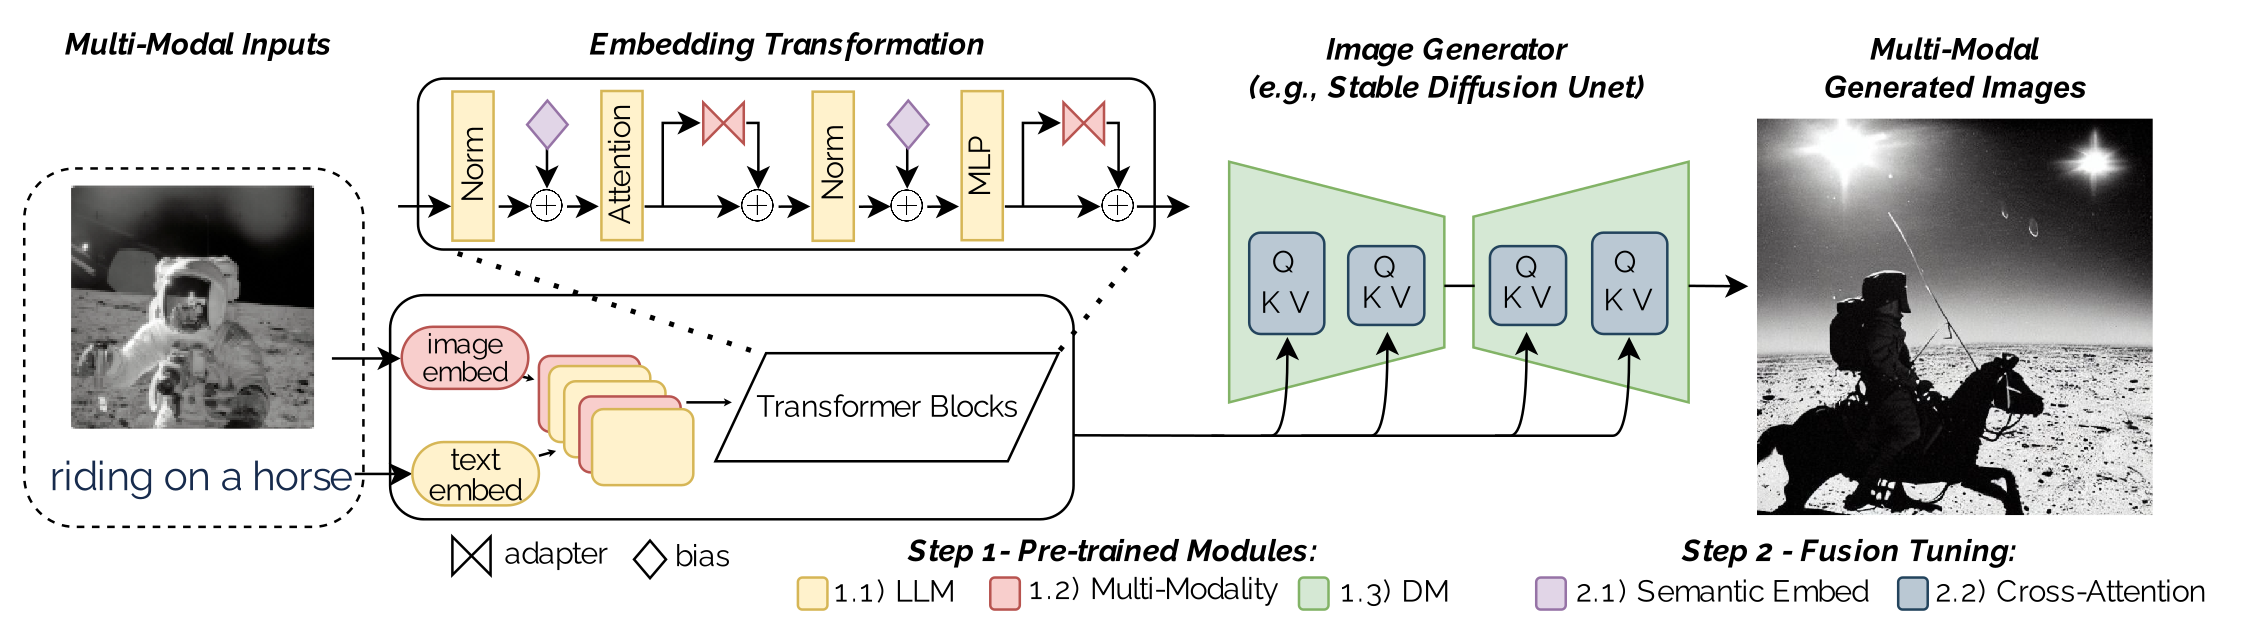 Multi-Modal Inputs
Embedding Transformation
Image Generator
(e.g., Stable Diffusion Unet)
Multi-Modal
Generated Images
Norm
Attention
Norm
MLP
riding on a horse
image
embed
text
embed
Transformer Blocks
Q
K V
Q
K V
Q
K V
Q
K V
adapter
bias
Step 1- Pre-trained Modules:
1.1) LLM
1.2) Multi-Modality
1.3) DM
Step 2 - Fusion Tuning:
2.1) Semantic Embed
2.2) Cross-Attention